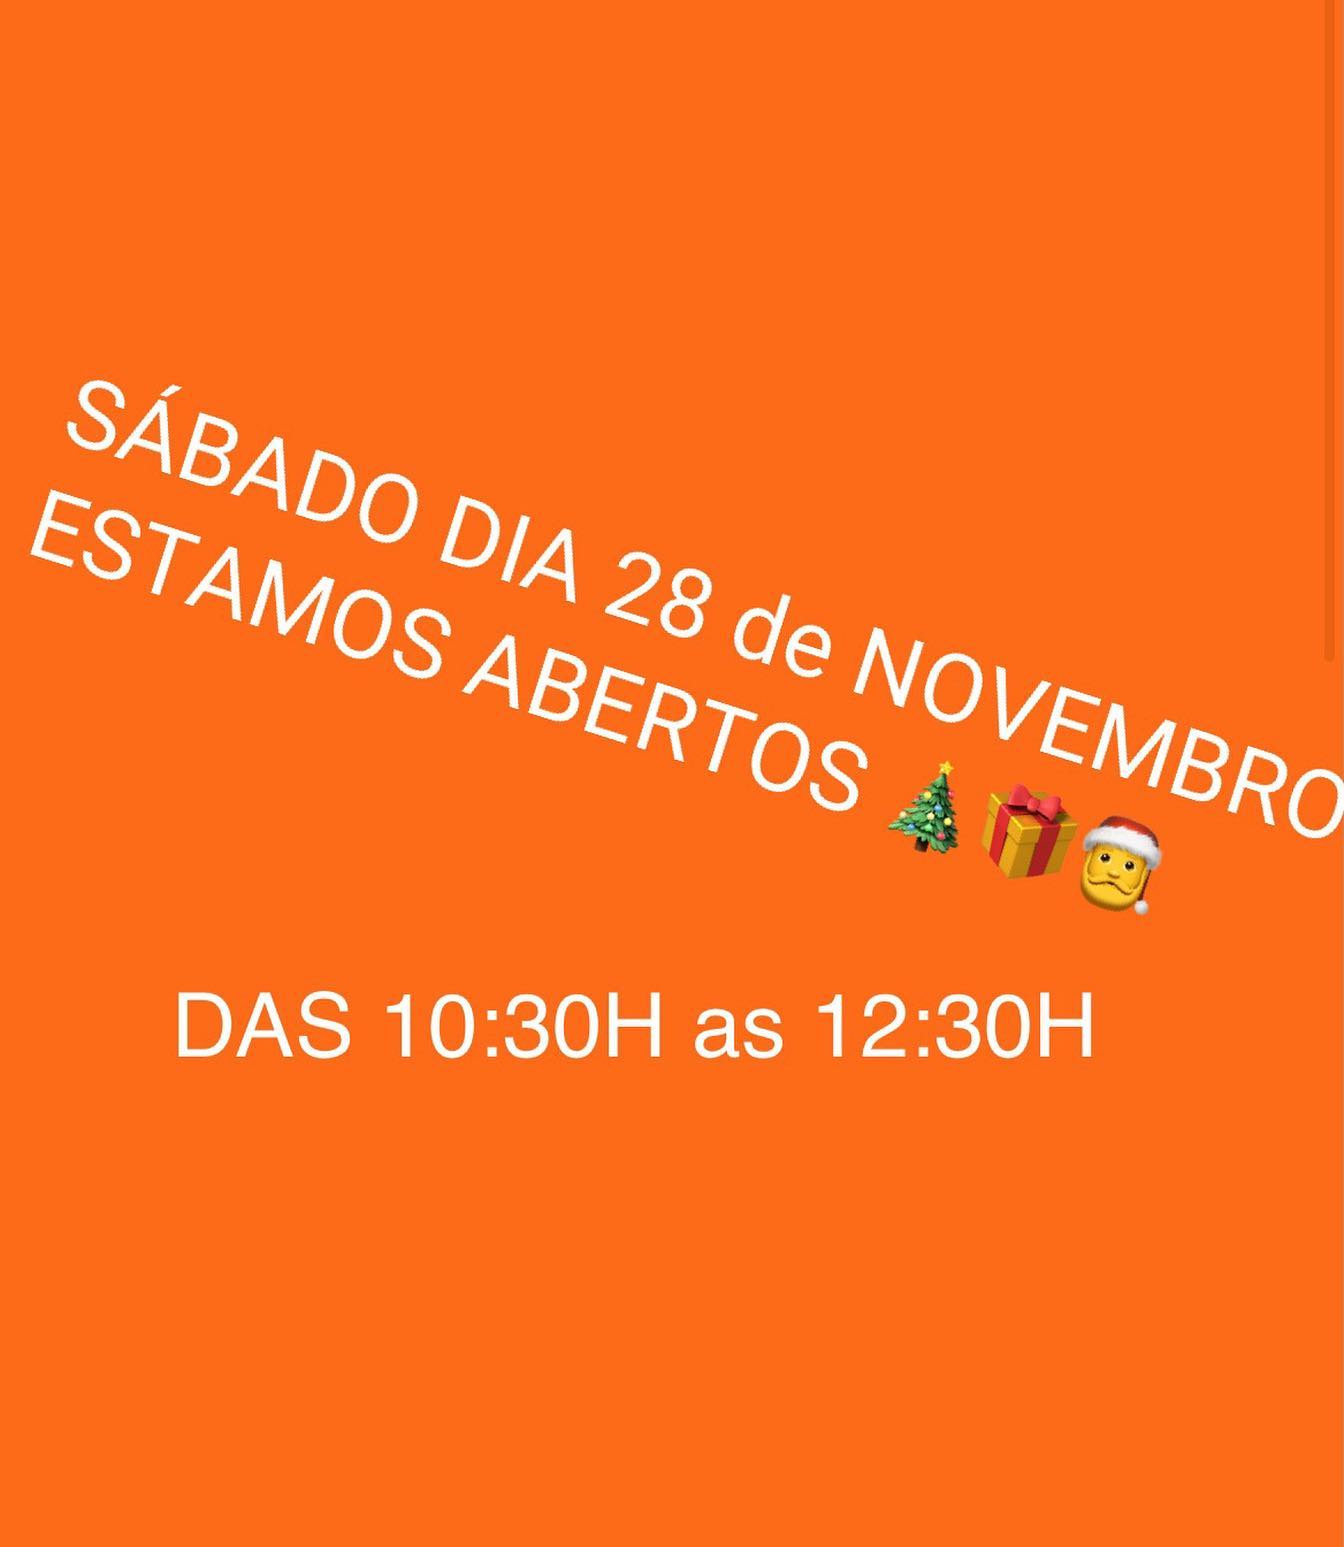 SÁBADO DIA 28 de NOVEMBRO
ESTAMOS ABERTOS 🎄🎁🎅
DAS 10:30H as 12:30H